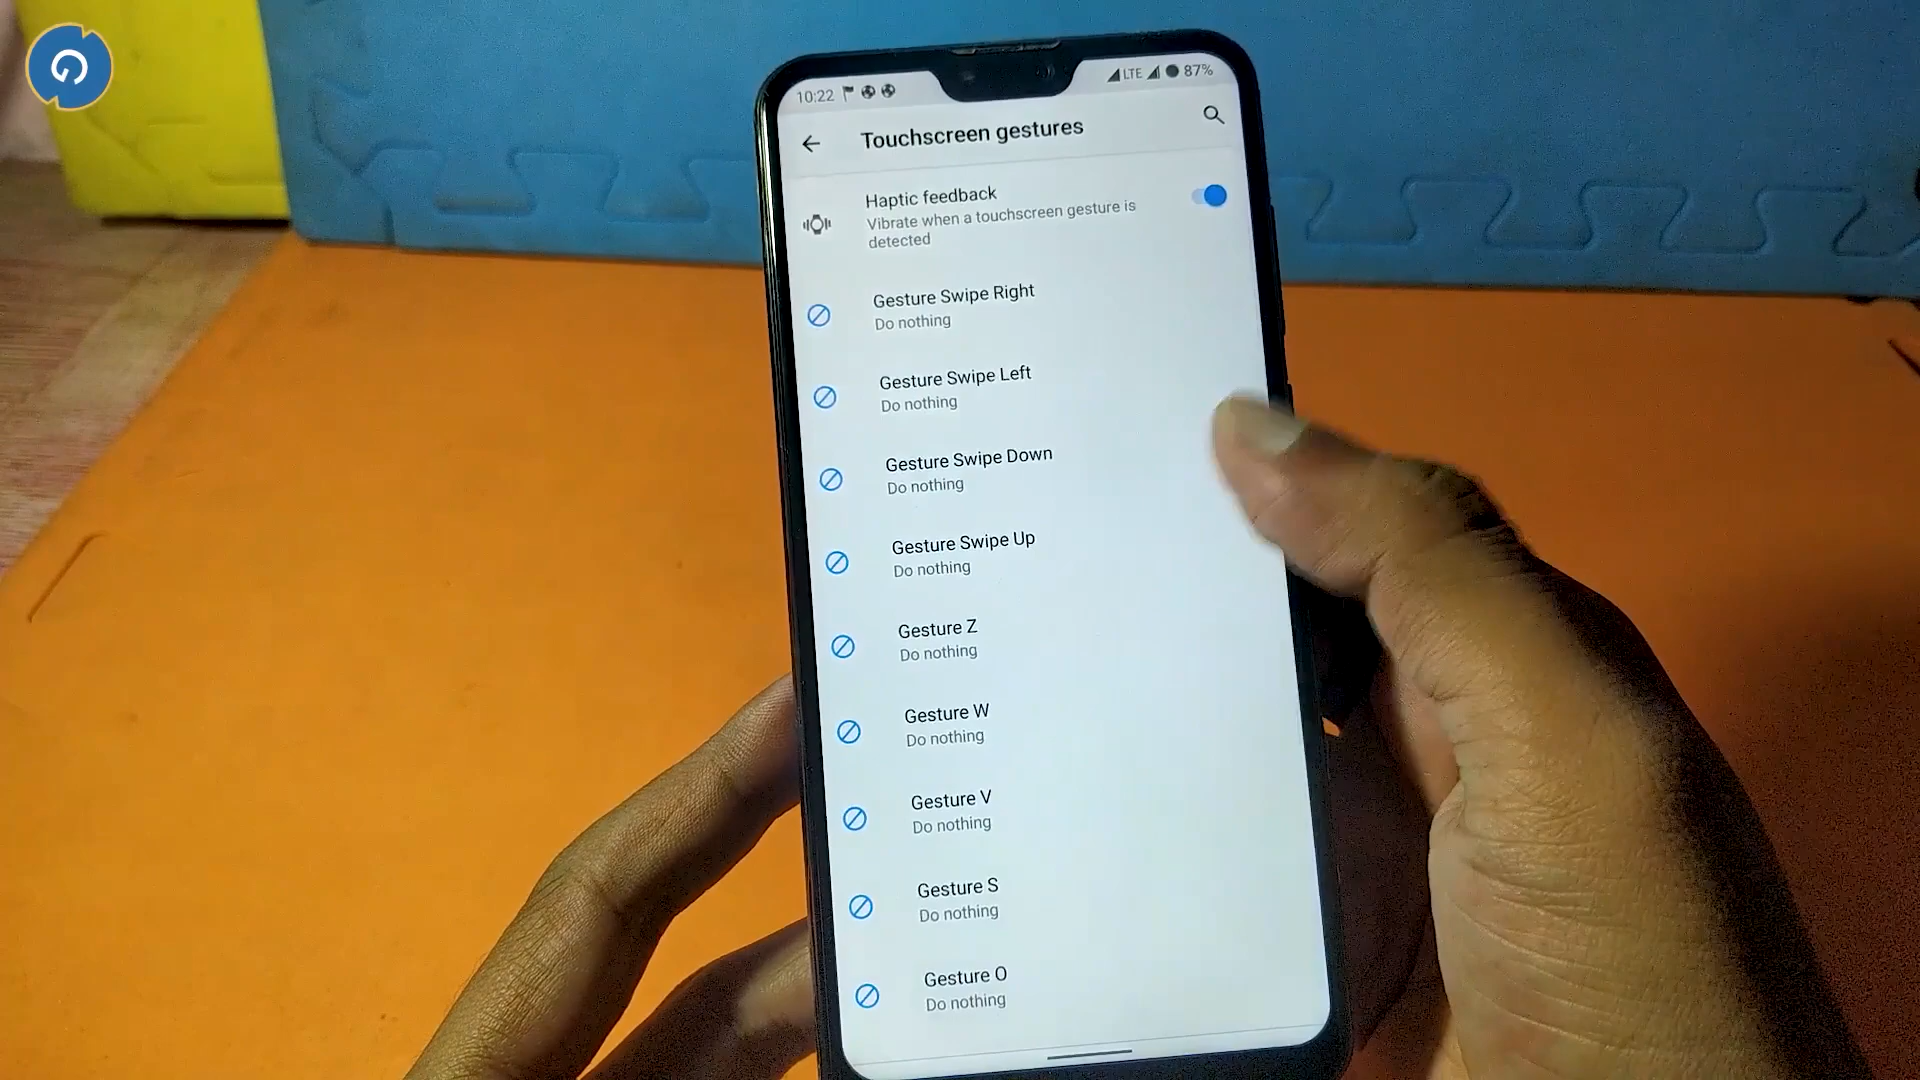 10:22 LTE 87%
Touchscreen gestures
Haptic feedback
Vibrate when a touchscreen gesture is
detected
Gesture Swipe Right
Do nothing
Gesture Swipe Left
Do nothing
Gesture Swipe Down
Do nothing
Gesture Swipe Up
Do nothing
Gesture Z
Do nothing
Gesture W
Do nothing
Gesture V
Do nothing
Gesture S
Do nothing
Gesture O
Do nothing